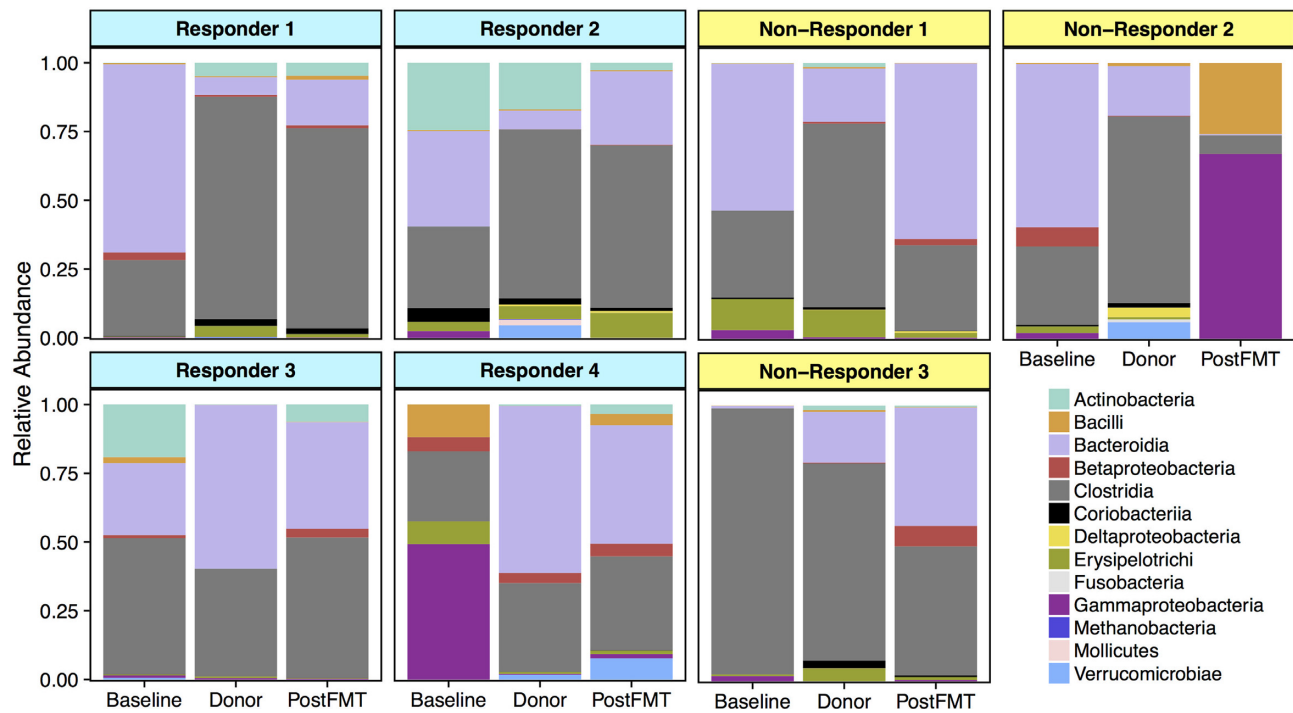 Responder 1
Responder 2
Non−Responder 1
Non−Responder 2
1.00
0.75
0.50
0.25
0.00
Baseline Donor PostFMT
Relative Abundance
Responder 3
Responder 4
Non−Responder 3
1.00
0.75
0.50
0.25
0.00
Baseline Donor PostFMT
Baseline Donor PostFMT
Baseline Donor PostFMT
Actinobacteria
Bacilli
Bacteroidia
Betaproteobacteria
Clostridia
Coriobacteriia
Deltaproteobacteria
Erysipelotrichi
Fusobacteria
Gammaproteobacteria
Methanobacteria
Mollicutes
Verrucomicrobiae